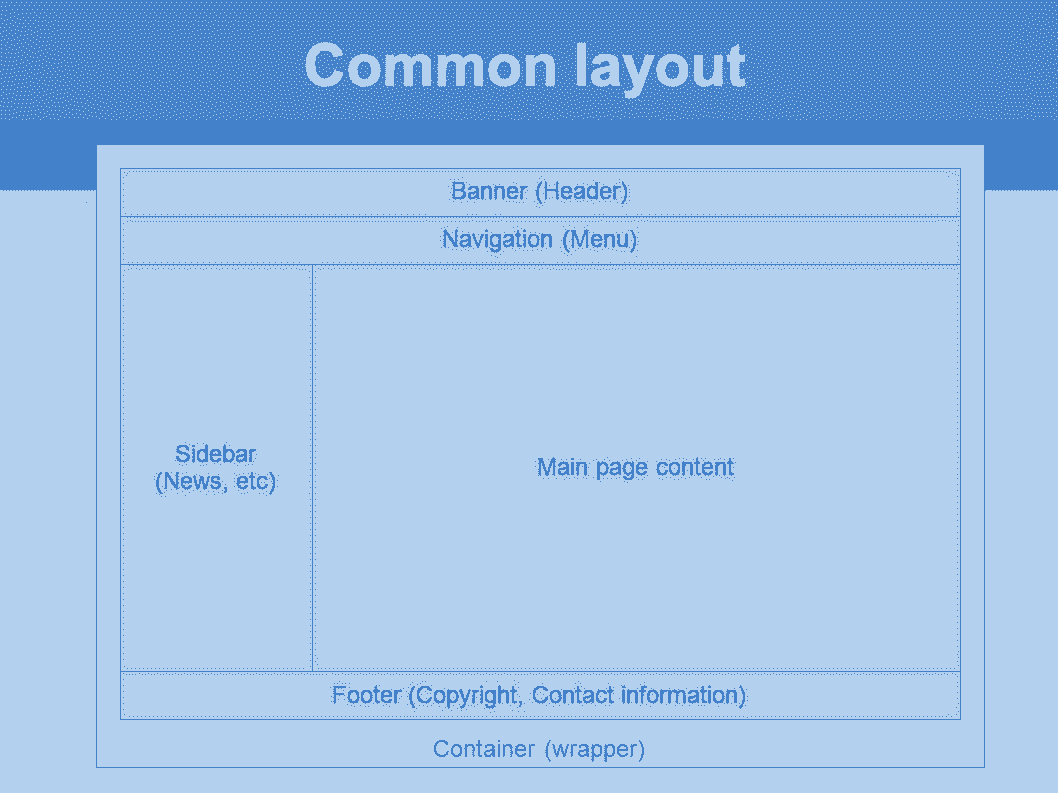 Common layout
Banner (Header)
Navigation (Menu)
Sidebar
(News, etc)
Main page content
Footer (Copyright, Contact information)
Container (wrapper)